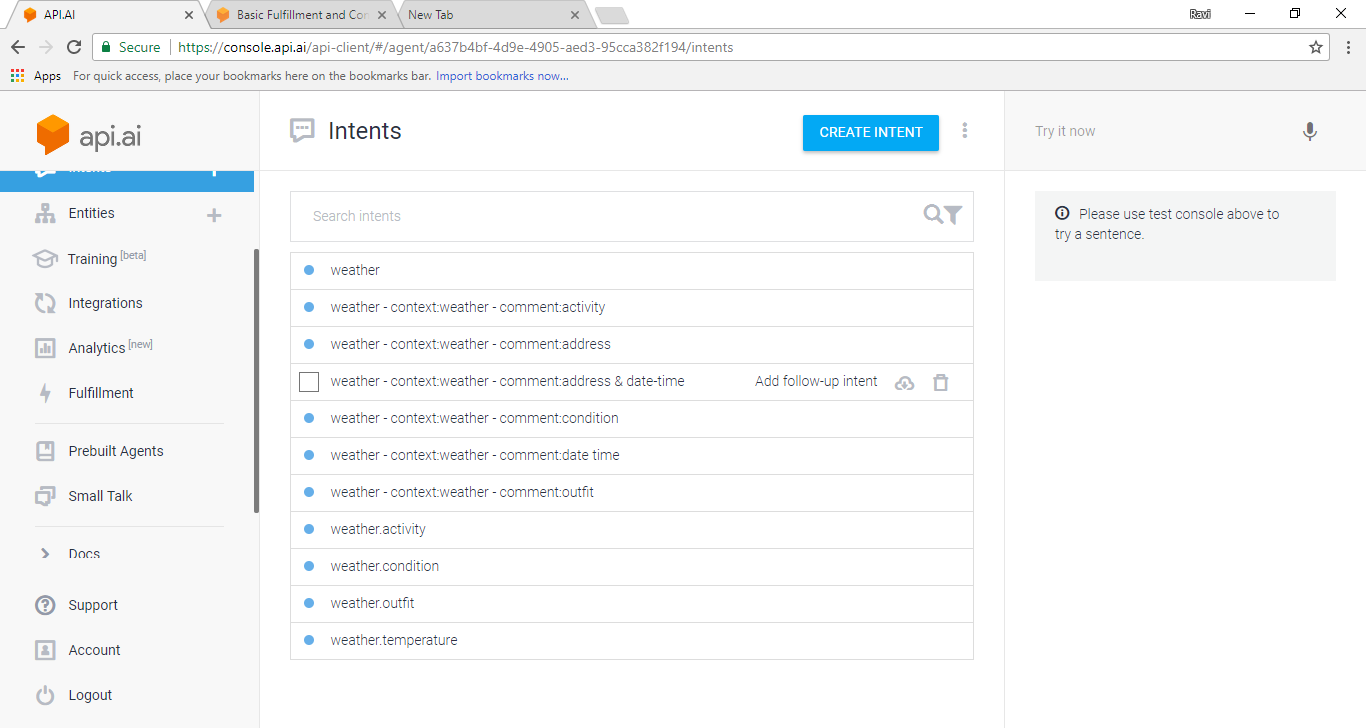 API.AI
Basic Fulfillment and Con
New Tab
Ravi
Secure
https://console.api.ai/api-client/#/agent/a637b4bf-4d9e-4905-aed3-95cca382f194/intents
Apps
For quick access, place your bookmarks here on the bookmarks bar.
Import bookmarks now...
api.ai
Intents
Entities
Training [beta]
Integrations
Analytics [new]
Fulfillment
Prebuilt Agents
Small Talk
Docs
Support
Account
Logout
Intents
CREATE INTENT
Search intents
weather
weather - context:weather - comment:activity
weather - context:weather - comment:address
weather - context:weather - comment:address & date-time
Add follow-up intent
weather - context:weather - comment:condition
weather - context:weather - comment:date time
weather - context:weather - comment:outfit
weather.activity
weather.condition
weather.outfit
weather.temperature
Try it now
Please use test console above to
try a sentence.